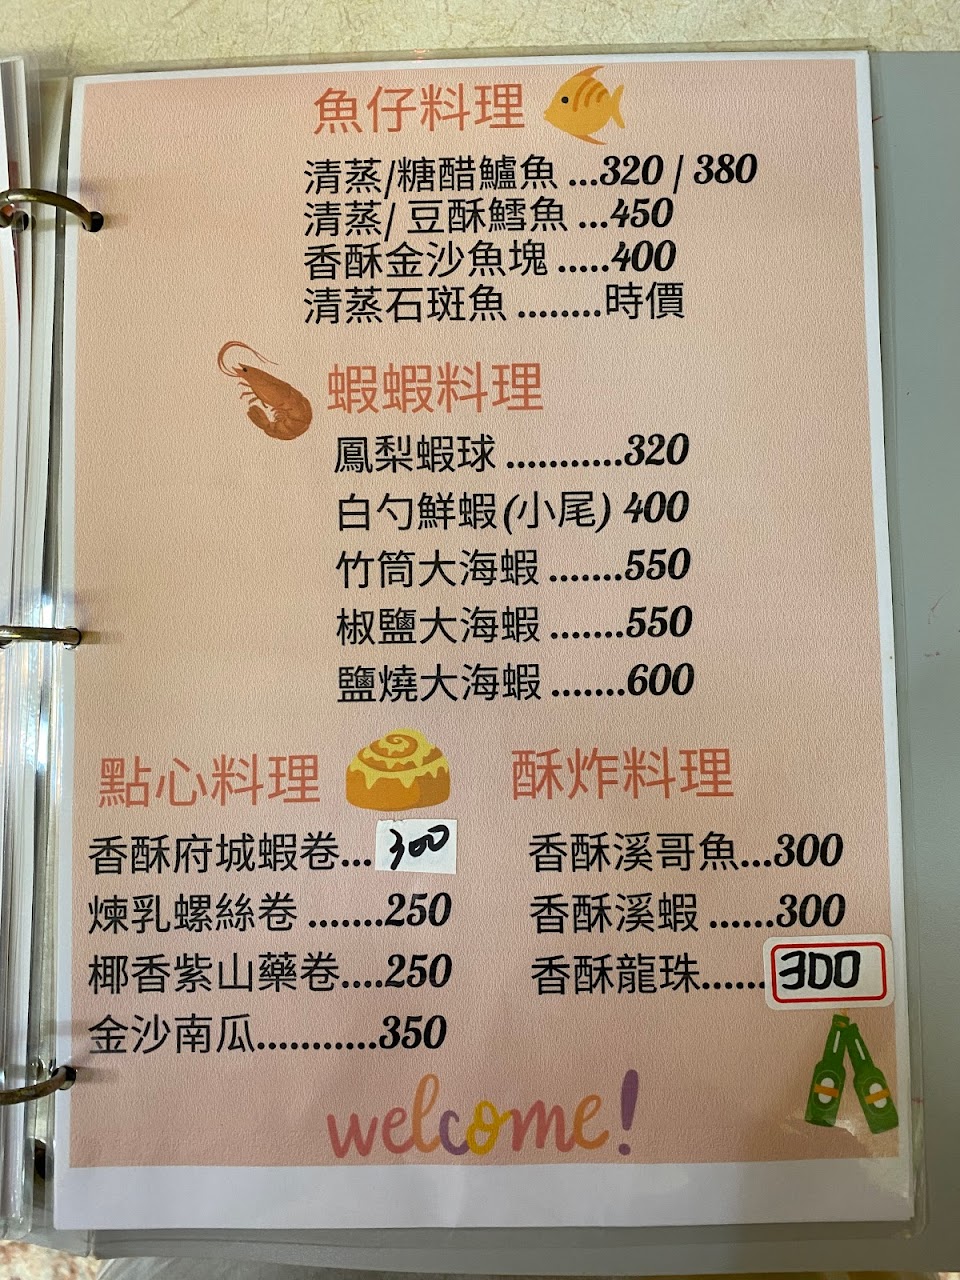 魚仔料理
清蒸/糖醋鱸魚 ...320 / 380
清蒸/ 豆酥鱈魚 ...450
香酥金沙魚塊 .....400
清蒸石斑魚 ........時價
蝦蝦料理
鳳梨蝦球 ...........320
白勺鮮蝦(小尾) 400
竹筒大海蝦 .......550
椒鹽大海蝦 .......550
鹽燒大海蝦 .......600
點心料理
香酥府城蝦卷... 300
煉乳螺絲卷 .......250
椰香紫山藥卷....250
金沙南瓜...........350
酥炸料理
香酥溪哥魚...300
香酥溪蝦 ......300
香酥龍珠...... 300
welcome!